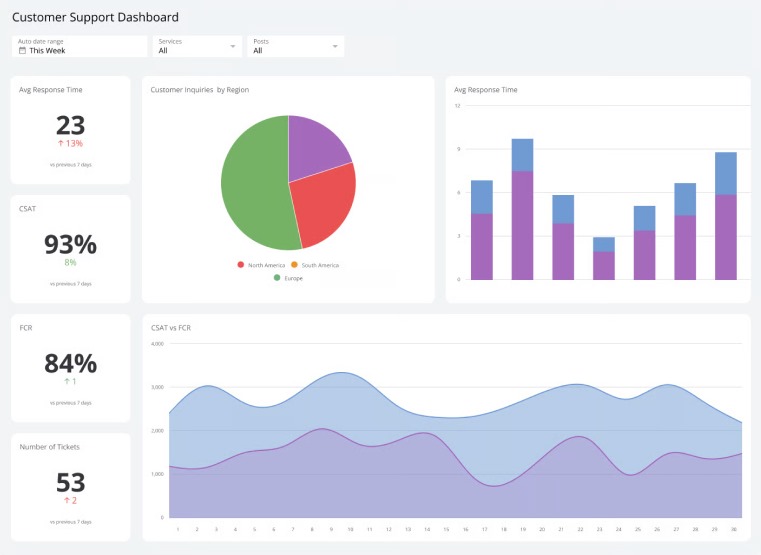 Customer Support Dashboard
Auto date range
This Week
Services
All
Posts
All
Avg Response Time
23
↑ 13%
vs previous 7 days
CSAT
93%
8%
vs previous 7 days
Customer Inquiries by Region
North America
South America
Europe
Avg Response Time
12
9
6
3
0
FCR
84%
↑ 1
vs previous 7 days
Number of Tickets
53
↑ 2
vs previous 7 days
CSAT vs FCR
4,000
3,000
2,000
1,000
0
1 2 3 4 5 6 7 8 9 10 11 12 13 14 15 16 17 18 19 20 21 22 23 24 25 26 27 28 29 30